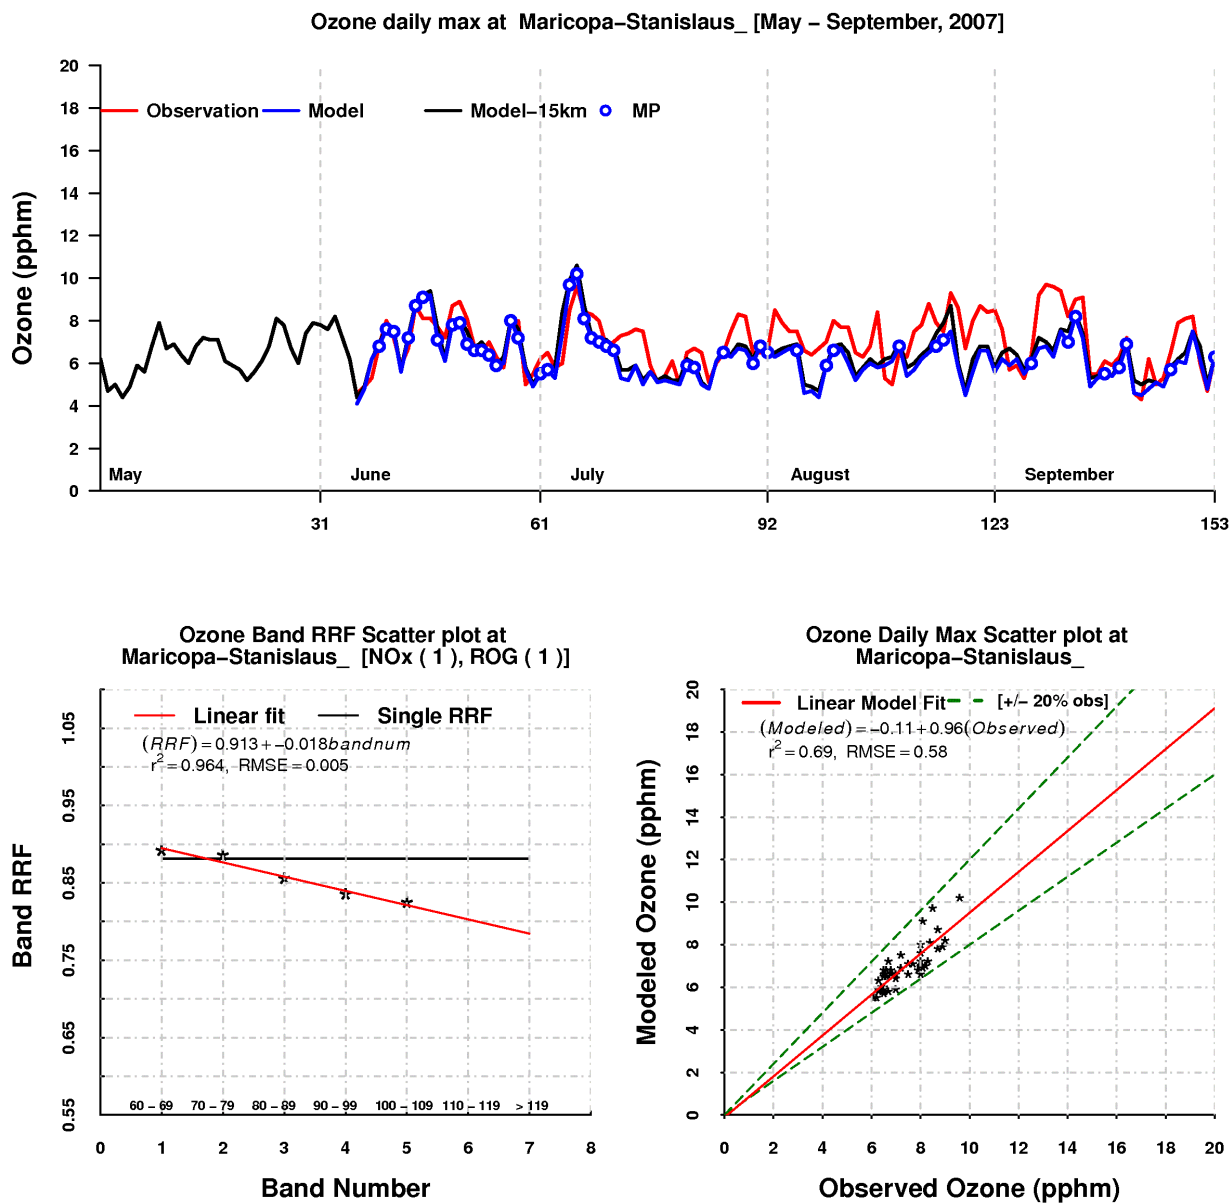 Ozone daily max at Maricopa−Stanislaus_ [May − September, 2007]
20
18
16
14
12
10
8
6
4
2
0
Ozone (pphm)
Observation Model Model−15km MP
May June July August September
31 61 92 123 153
Ozone Band RRF Scatter plot at
Maricopa−Stanislaus_ [NOx ( 1 ), ROG ( 1 )]
Linear fit Single RRF
(RRF) = 0.913 + −0.018bandnum
r2 = 0.964, RMSE = 0.005
1.05
0.95
0.85
0.75
0.65
0.55
Band RRF
60 − 69 70 − 79 80 − 89 90 − 99 100 − 109 110 − 119 > 119
0 1 2 3 4 5 6 7 8
Band Number
Ozone Daily Max Scatter plot at
Maricopa−Stanislaus_
Linear Model Fit [+/− 20% obs]
(Modeled) = −0.11 + 0.96(Observed)
r2 = 0.69, RMSE = 0.58
20
18
16
14
12
10
8
6
4
2
0
Modeled Ozone (pphm)
0 2 4 6 8 10 12 14 16 18 20
Observed Ozone (pphm)